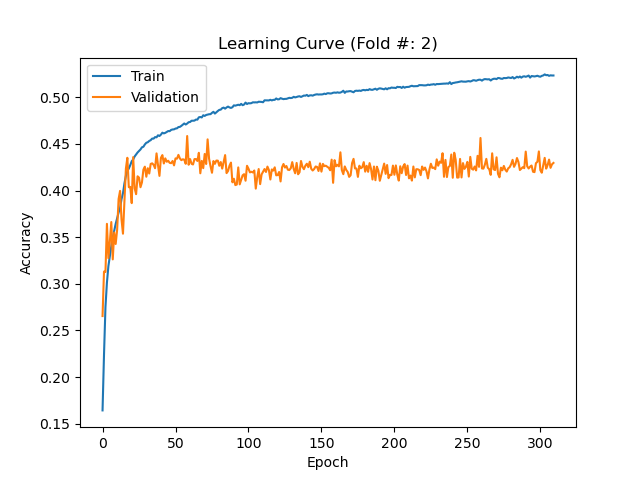 Learning Curve (Fold #: 2)
Train
Validation
0.50
0.45
0.40
0.35
0.30
0.25
0.20
0.15
Accuracy
0 50 100 150 200 250 300
Epoch